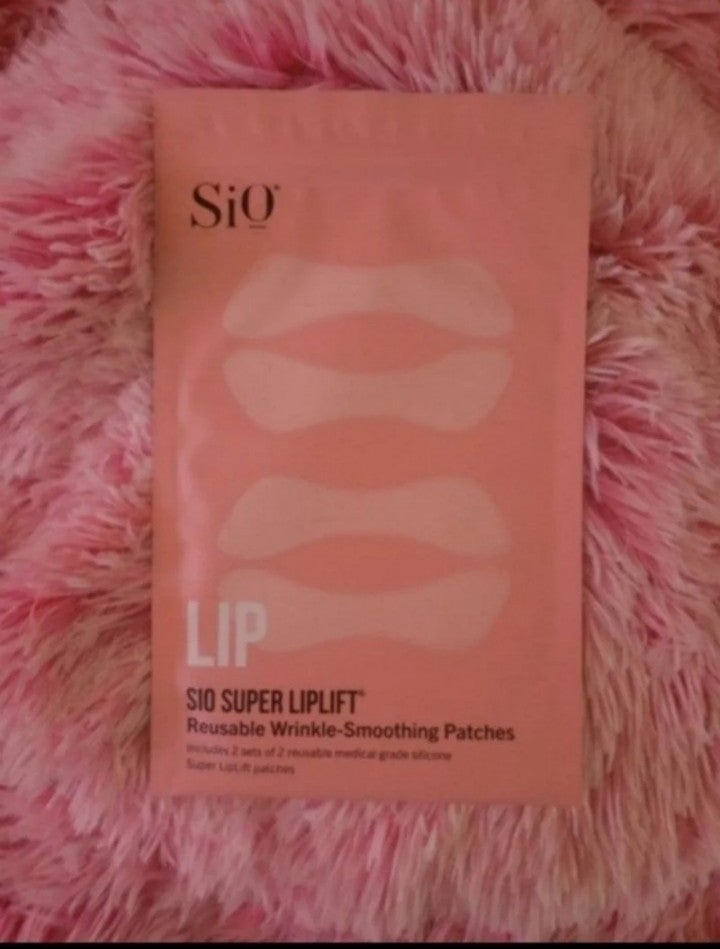 SiO®
LIP
SIO SUPER LIPLIFT®
Reusable Wrinkle-Smoothing Patches
Includes 2 sets of 2 reusable medical grade silicone
Super LipLift patches